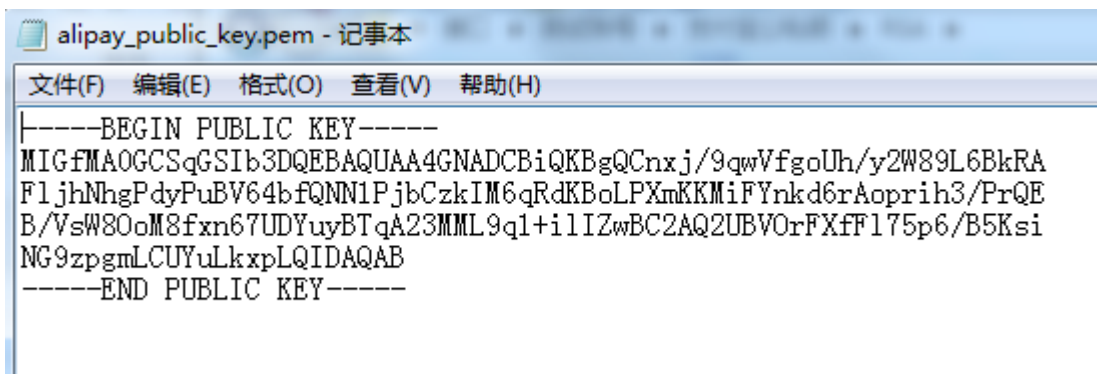 alipay_public_key.pem - 记事本
文件(F) 编辑(E) 格式(O) 查看(V) 帮助(H)
-----BEGIN PUBLIC KEY-----
MIGfMA0GCSqGSIb3DQEBAQUAA4GNADCBiQKBgQCnxj/9qwVfgoUh/y2W89L6BkRA
FljhNhgPdyPuBV64bfQNN1PjbCzkIM6qRdKBoLPXmKKMiFYnkd6rAoprih3/PrQE
B/VsW8OoM8fxn67UDYuyBTqA23MML9q1+ilIZwBC2AQ2UBVOrFXfFl75p6/B5Ksi
NG9zpgmLCUYuLkxpLQIDAQAB
-----END PUBLIC KEY-----